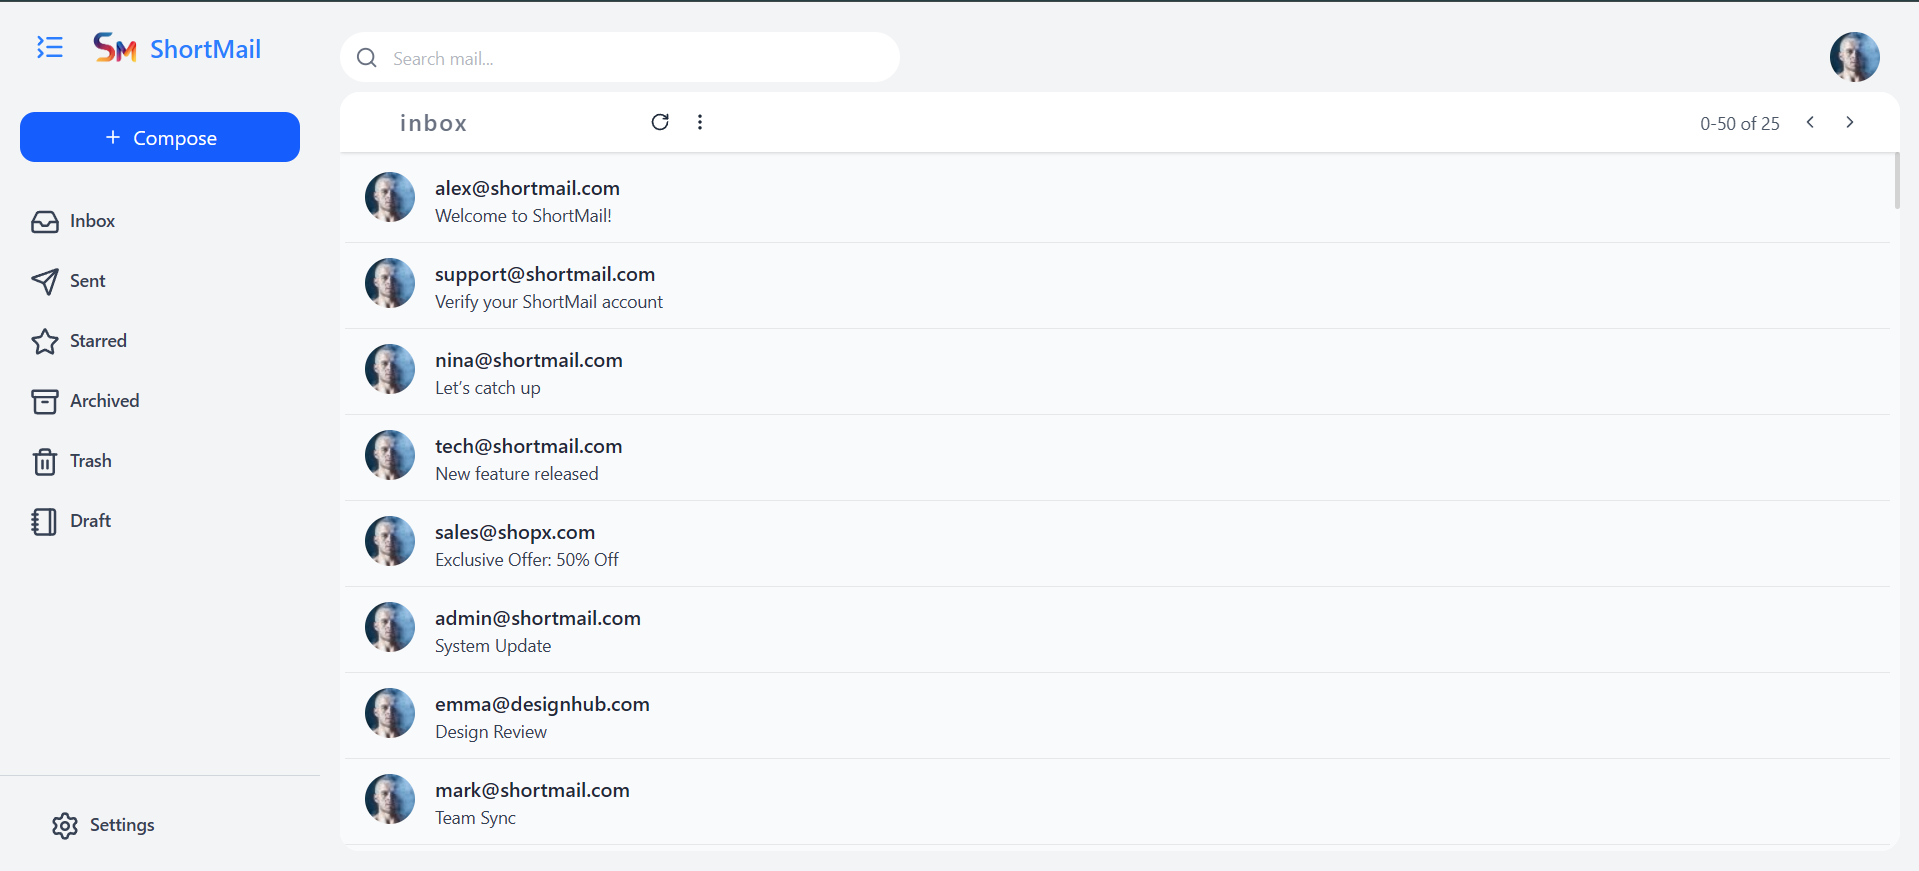 SM ShortMail
Search mail...
+ Compose
Inbox
Sent
Starred
Archived
Trash
Draft
Settings
inbox
0-50 of 25
alex@shortmail.com
Welcome to ShortMail!
support@shortmail.com
Verify your ShortMail account
nina@shortmail.com
Let’s catch up
tech@shortmail.com
New feature released
sales@shopx.com
Exclusive Offer: 50% Off
admin@shortmail.com
System Update
emma@designhub.com
Design Review
mark@shortmail.com
Team Sync